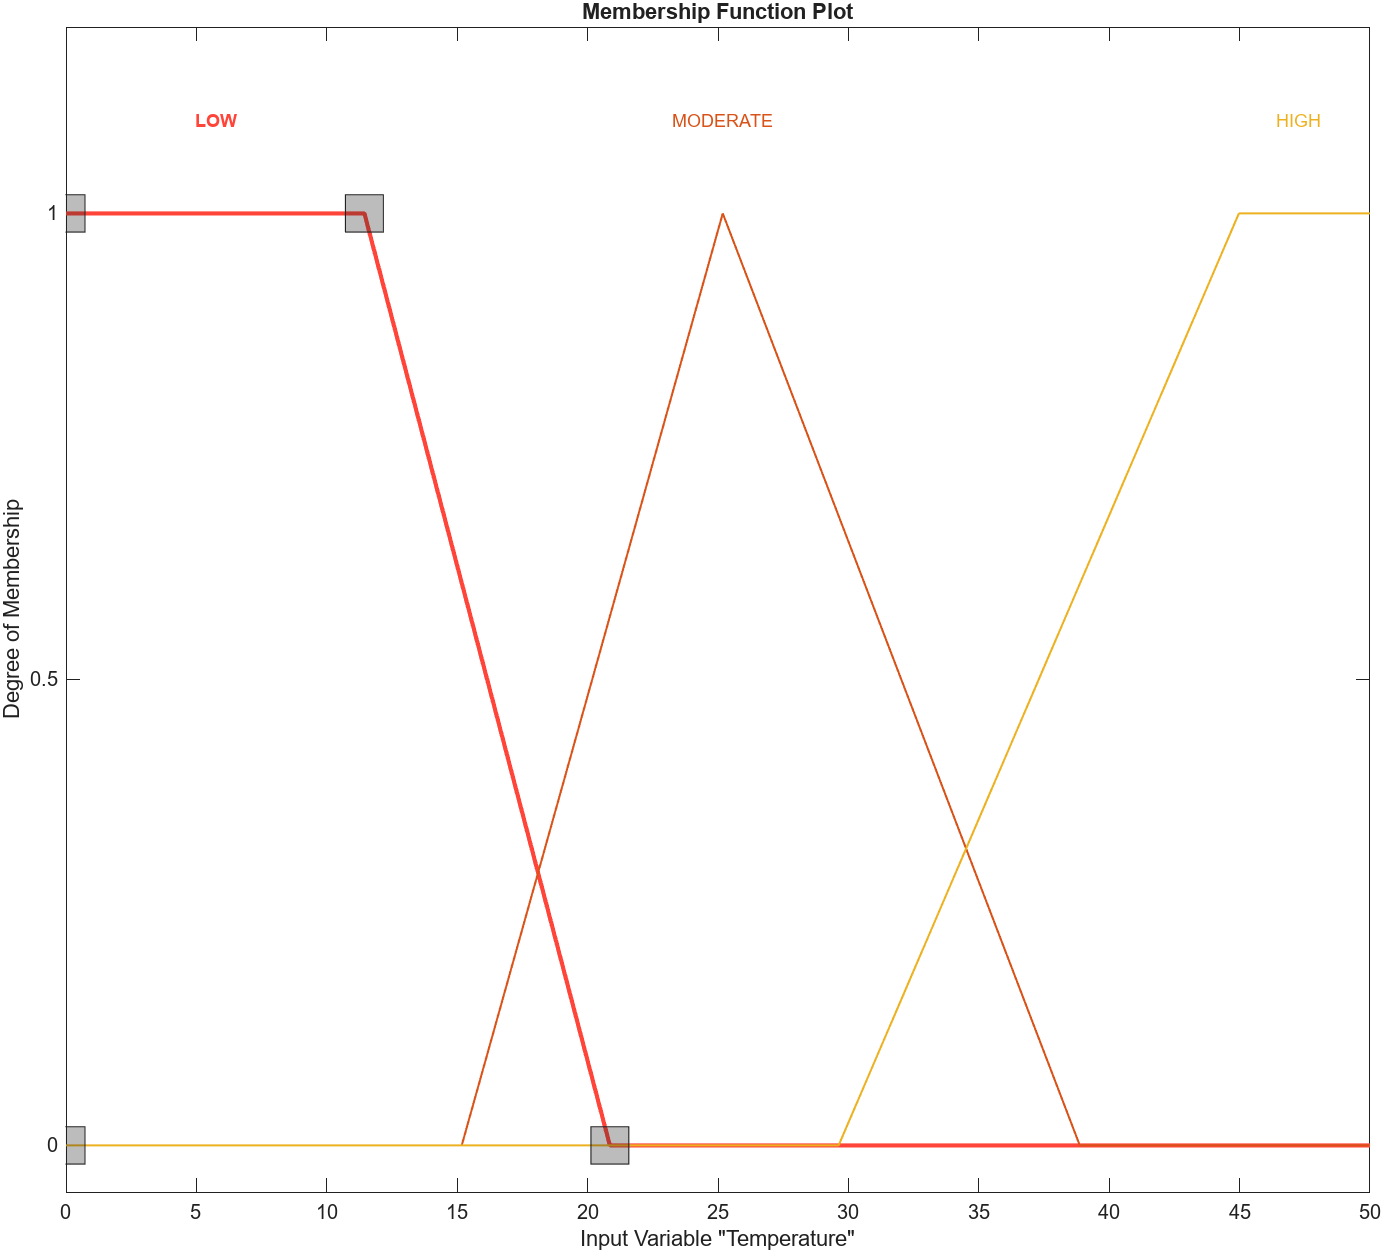 Membership Function Plot
LOW
MODERATE
HIGH
1
0.5
0
Degree of Membership
0 5 10 15 20 25 30 35 40 45 50
Input Variable "Temperature"